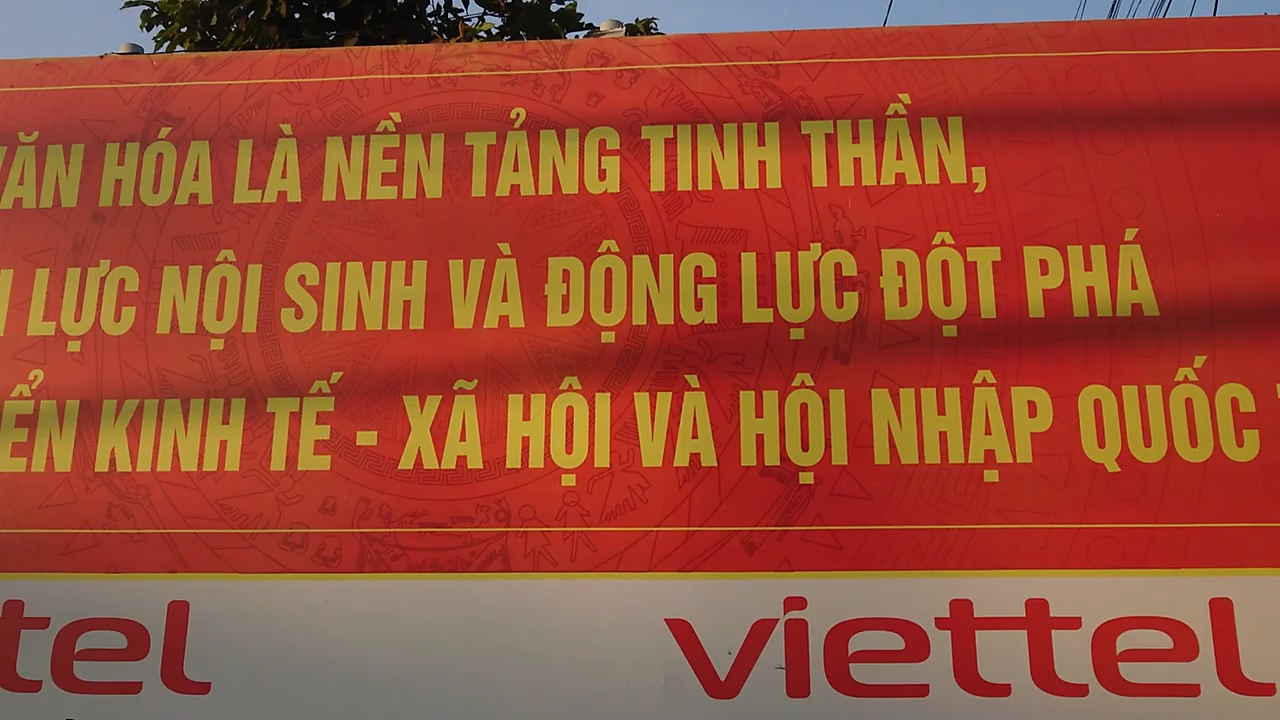 VĂN HÓA LÀ NỀN TẢNG TINH THẦN,
LỰC NỘI SINH VÀ ĐỘNG LỰC ĐỘT PHÁ
ỂN KINH TẾ - XÃ HỘI VÀ HỘI NHẬP QUỐC
tel
viettel